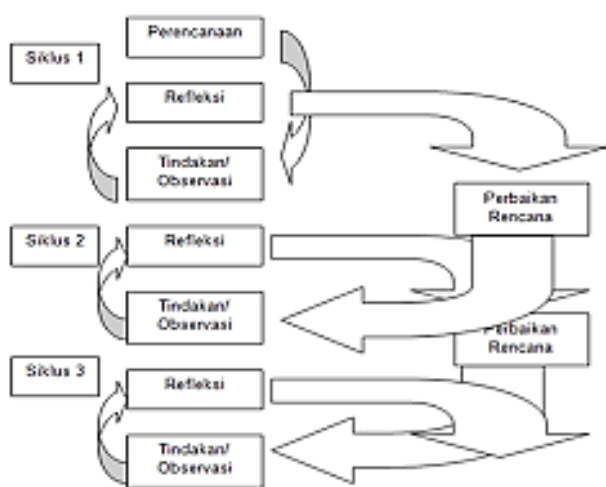 Perencanaan
Siklus 1
Refleksi
Tindakan/
Observasi
Perbaikan
Rencana
Siklus 2
Refleksi
Tindakan/
Observasi
Perbaikan
Rencana
Siklus 3
Refleksi
Tindakan/
Observasi